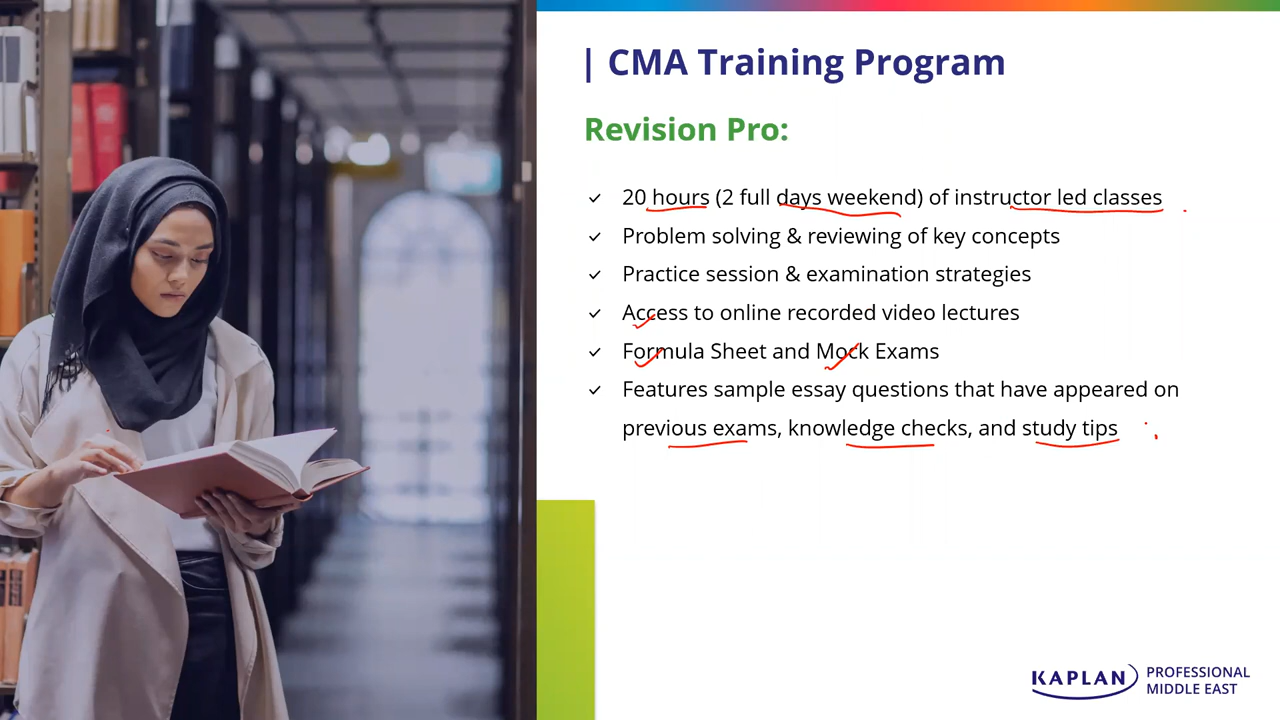 | CMA Training Program
Revision Pro:
✓ 20 hours (2 full days weekend) of instructor led classes
✓ Problem solving & reviewing of key concepts
✓ Practice session & examination strategies
✓ Access to online recorded video lectures
✓ Formula Sheet and Mock Exams
✓ Features sample essay questions that have appeared on
previous exams, knowledge checks, and study tips
KAPLAN PROFESSIONAL
MIDDLE EAST